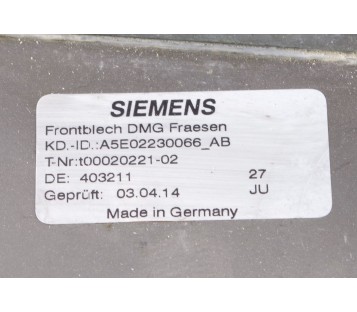 SIEMENS
Frontblech DMG Fraesen
KD.-ID.:A5E02230066_AB
T-Nr:t00020221-02
DE: 403211 27
Geprüft: 03.04.14 JU
Made in Germany